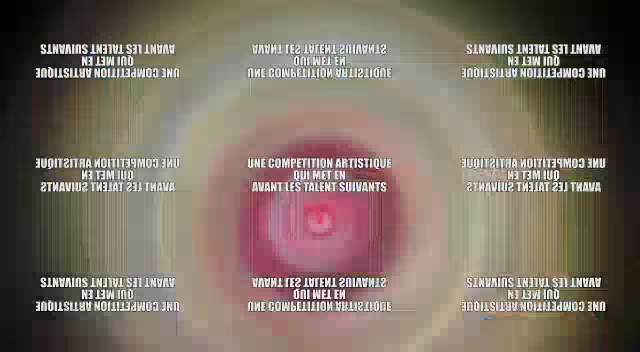 UNE COMPETITION ARTISTIQUE
QUI MET EN
AVANT LES TALENT SUIVANTS